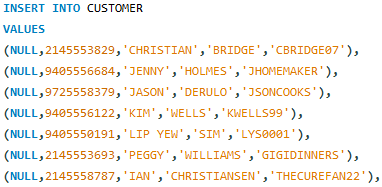 INSERT INTO CUSTOMER
VALUES
(NULL,2145553829,'CHRISTIAN','BRIDGE','CBRIDGE07'),
(NULL,9405556684,'JENNY','HOLMES','JHOMEMAKER'),
(NULL,9725558379,'JASON','DERULO','JSONCOOKS'),
(NULL,9405556122,'KIM','WELLS','KWELLS99'),
(NULL,9405550191,'LIP YEW','SIM','LYS0001'),
(NULL,2145553693,'PEGGY','WILLIAMS','GIGIDINNERS'),
(NULL,2145558787,'IAN','CHRISTIANSEN','THECUREFAN22'),